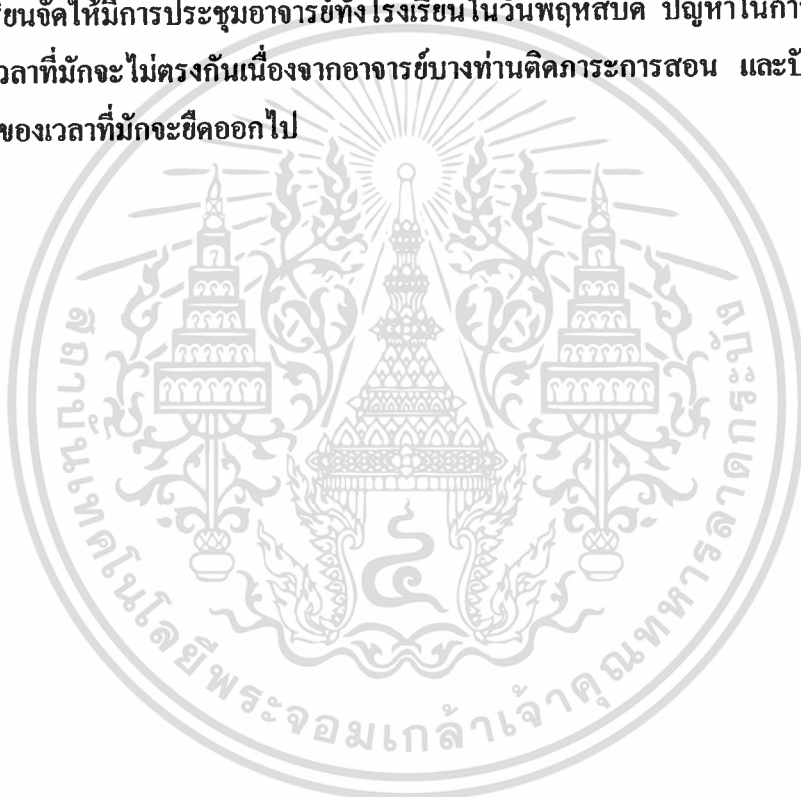 รียนจัดให้มีการประชุมอาจารย์ทั้งโรงเรียนในวันพฤหัสบดี ปัญหาในกา
วลาที่มักจะไม่ตรงกันเนื่องจากอาจารย์บางท่านติดภาระการสอน และปั
ของเวลาที่มักจะยืดออกไป
สถาบันเทคโนโลยีพระจอมเกล้าเจ้าคุณทหารลาดกระบัง